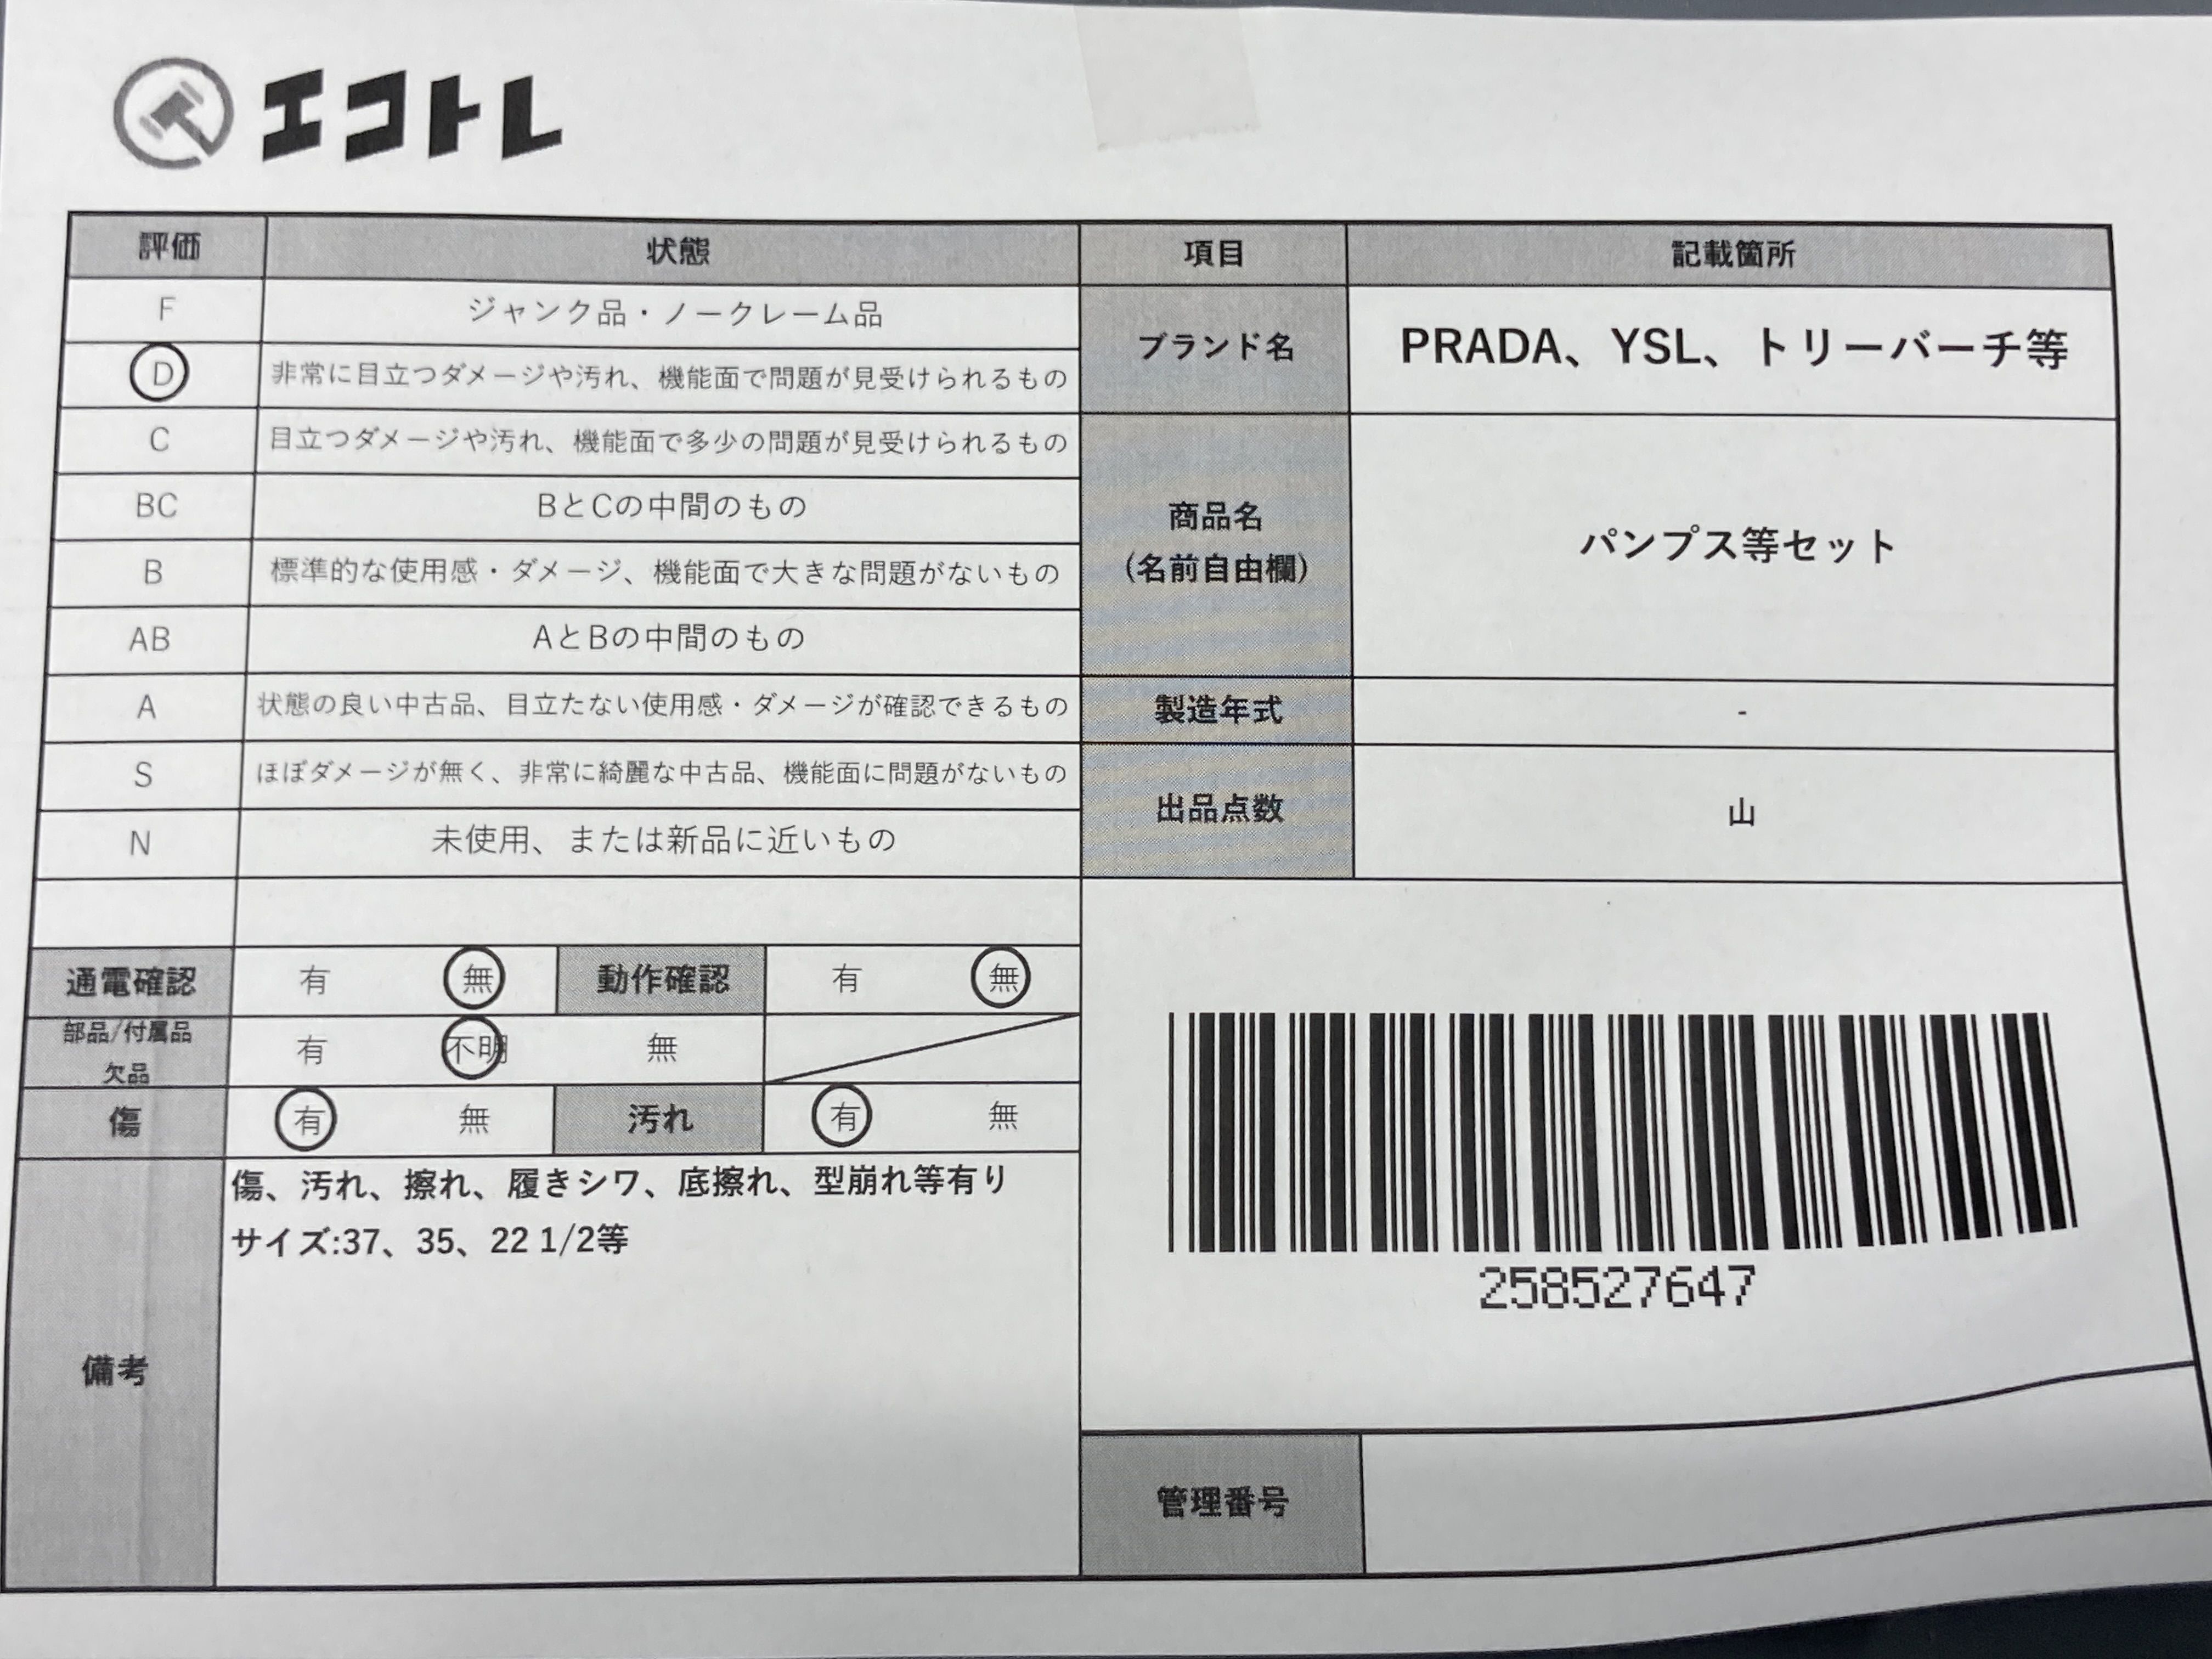 エコトレ
評価 状態 項目 記載箇所
F ジャンク品・ノークレーム品
D 非常に目立つダメージや汚れ、機能面で問題が見受けられるもの
ブランド名 PRADA、YSL、トリーバーチ等
C 目立つダメージや汚れ、機能面で多少の問題が見受けられるもの
BC BとCの中間のもの
B 標準的な使用感・ダメージ、機能面で大きな問題がないもの
AB AとBの中間のもの
商品名
(名前自由欄)
パンプス等セット
A 状態の良い中古品、目立たない使用感・ダメージが確認できるもの
製造年式 -
S ほぼダメージが無く、非常に綺麗な中古品、機能面に問題がないもの
N 未使用、または新品に近いもの
出品点数 山
通電確認 有 無 動作確認 有 無
部品/付属品
欠品
有 不明 無
傷 有 無 汚れ 有 無
備考
傷、汚れ、擦れ、履きシワ、底擦れ、型崩れ等有り
サイズ:37、35、22 1/2等
258527647
管理番号